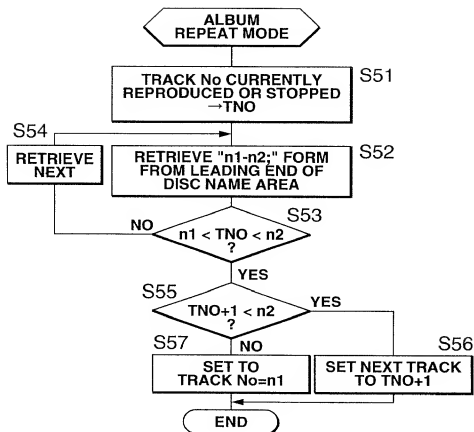 ALBUM
REPEAT MODE
S51
TRACK No CURRENTLY
REPRODUCED OR STOPPED
→TNO
S54
RETRIEVE
NEXT
S52
RETRIEVE "n1-n2;" FORM
FROM LEADING END OF
DISC NAME AREA
S53
NO
n1 < TNO < n2
?
YES
S55
TNO+1 < n2
?
YES
S57
NO
S56
SET TO
TRACK No=n1
SET NEXT TRACK
TO TNO+1
END